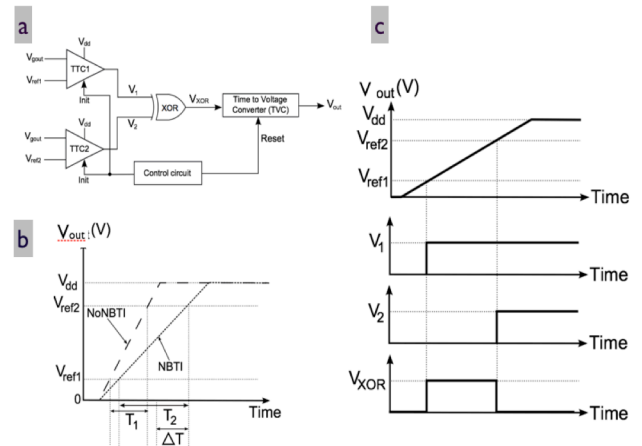 a
Vdd
Vgout
TTC1
Vref1
Init
V1
Vdd
Vgout
TTC2
Vref2
Init
V2
XOR
VXOR
Time to Voltage
Converter (TVC)
Vout
Reset
Control circuit
b
Vout (V)
Vdd
Vref2
NoNBTI
NBTI
Vref1
0
Time
T1
T2
ΔT
c
V out (V)
Vdd
Vref2
Vref1
Time
V1
Time
V2
Time
VXOR
Time